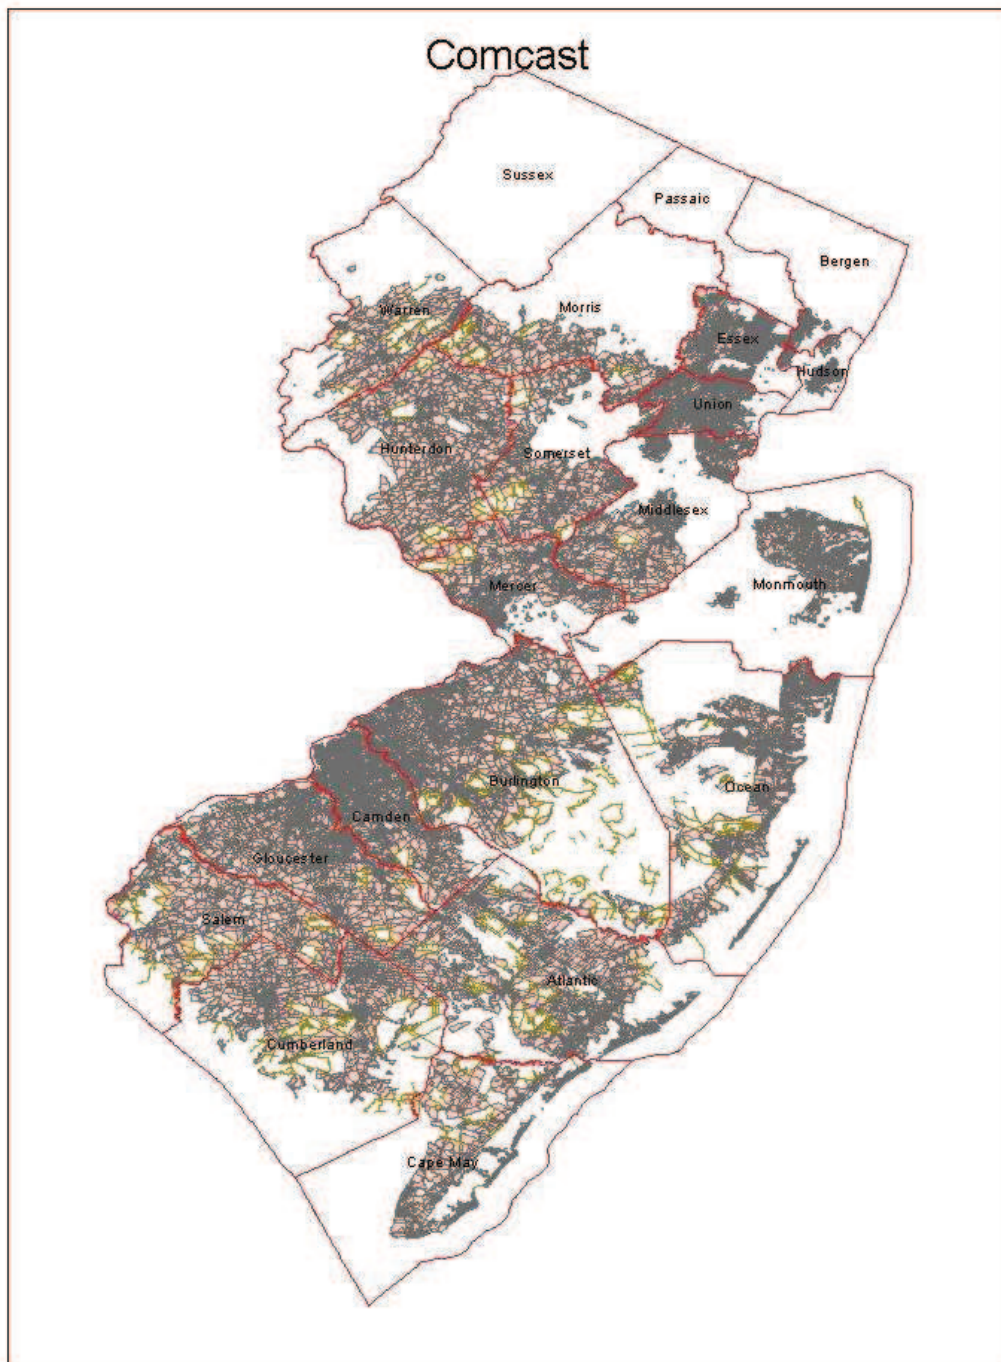 Comcast
Sussex
Passaic
Bergen
Warren
Morris
Essex
Hudson
Union
Hunterdon
Somerset
Middlesex
Mercer
Monmouth
Burlington
Ocean
Camden
Gloucester
Salem
Atlantic
Cumberland
Cape May